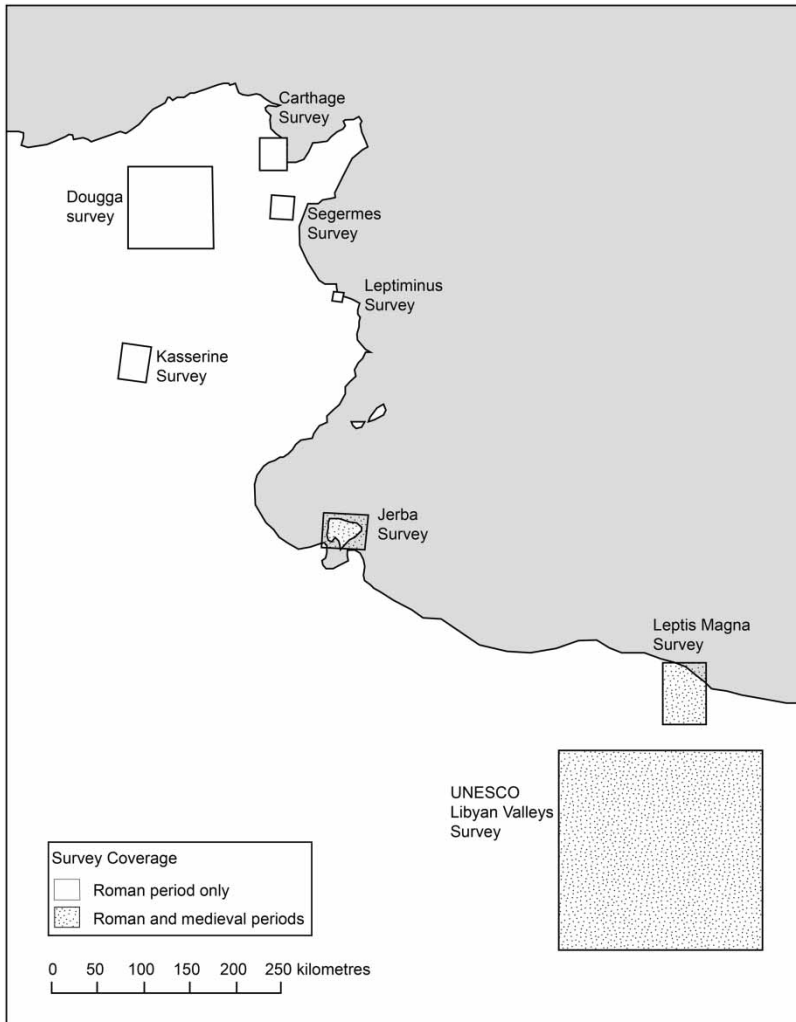 Carthage
Survey
Dougga
survey
Segermes
Survey
Leptiminus
Survey
Kasserine
Survey
Jerba
Survey
Leptis Magna
Survey
UNESCO
Libyan Valleys
Survey
Survey Coverage
Roman period only
Roman and medieval periods
0 50 100 150 200 250 kilometres